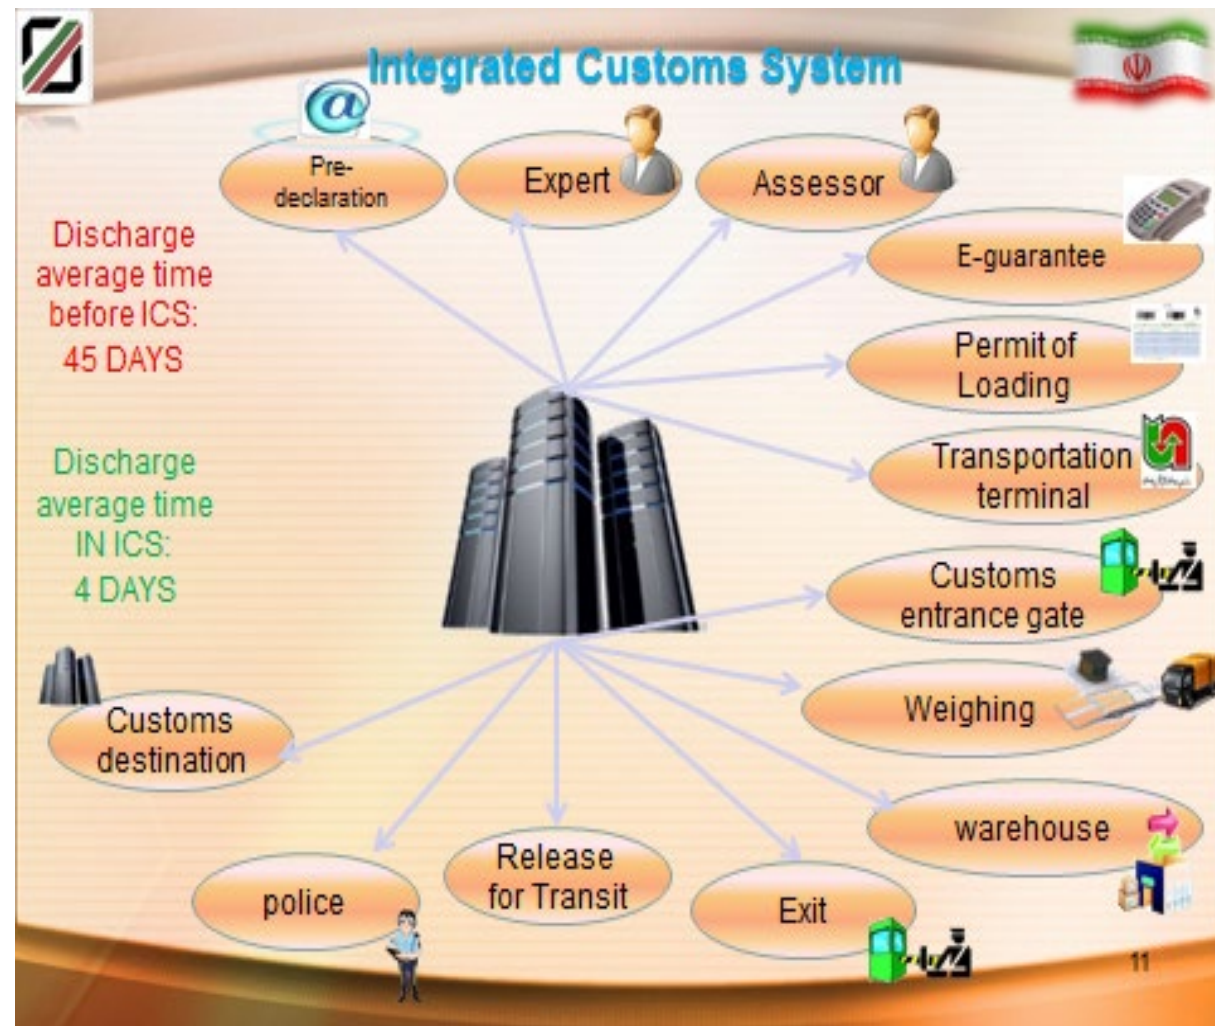 Integrated Customs System
Pre-
declaration
Expert
Assessor
E-guarantee
Permit of
Loading
Transportation
terminal
Customs
entrance gate
Weighing
warehouse
Exit
Release
for Transit
police
Customs
destination
Discharge
average time
before ICS:
45 DAYS
Discharge
average time
IN ICS:
4 DAYS
11